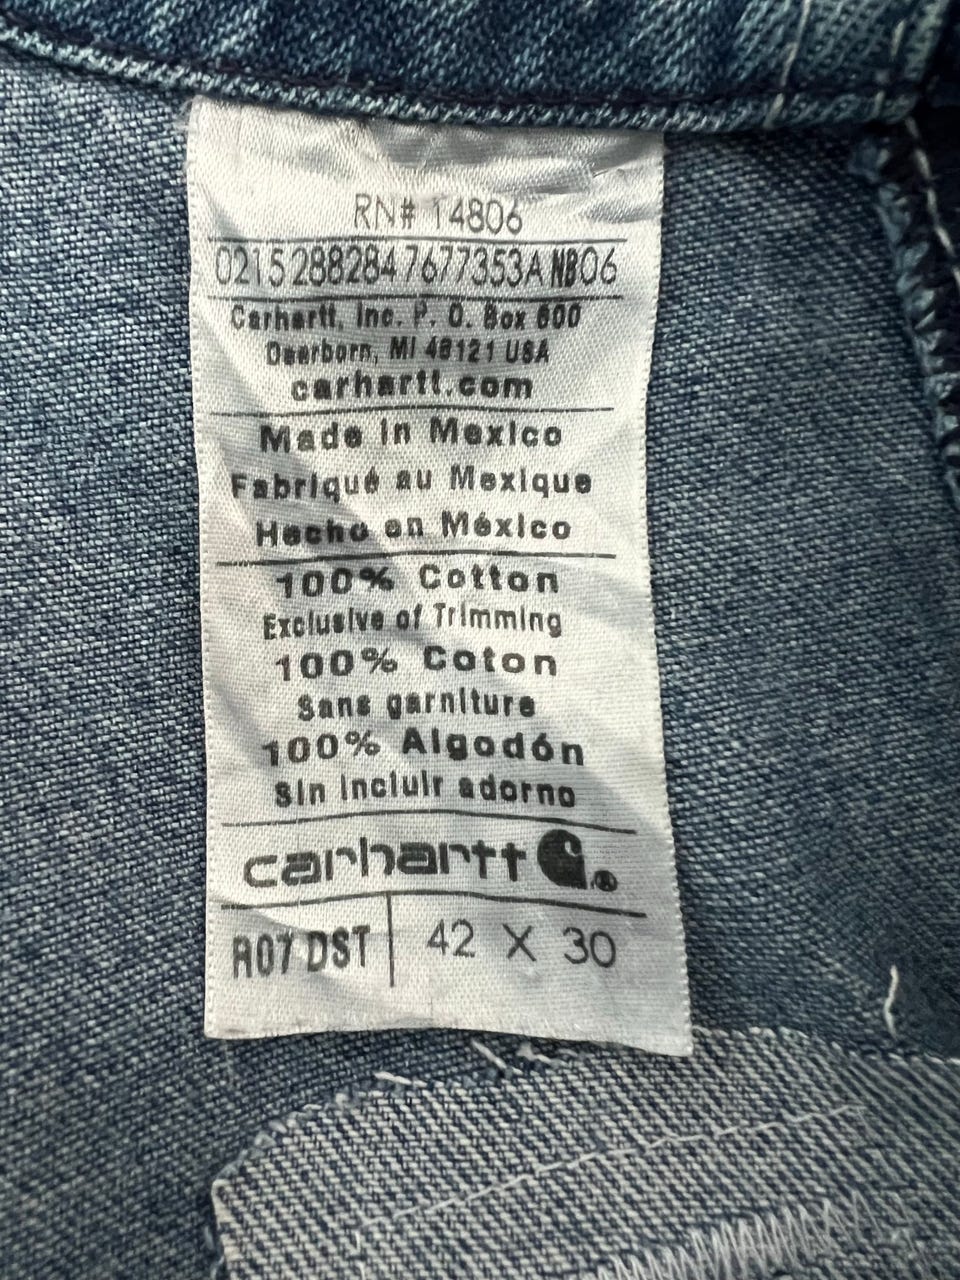 RN# 14806
0215288284 7677353A NB06
Carhartt, Inc. P. O. Box 600
Dearborn, MI 48121 USA
carhartt.com
Made in Mexico
Fabriqué au Mexique
Hecho en México
100% Cotton
Exclusive of Trimming
100% Coton
Sans garniture
100% Algodón
Sin incluir adorno
carhartt ®
R07 DST 42 X 30